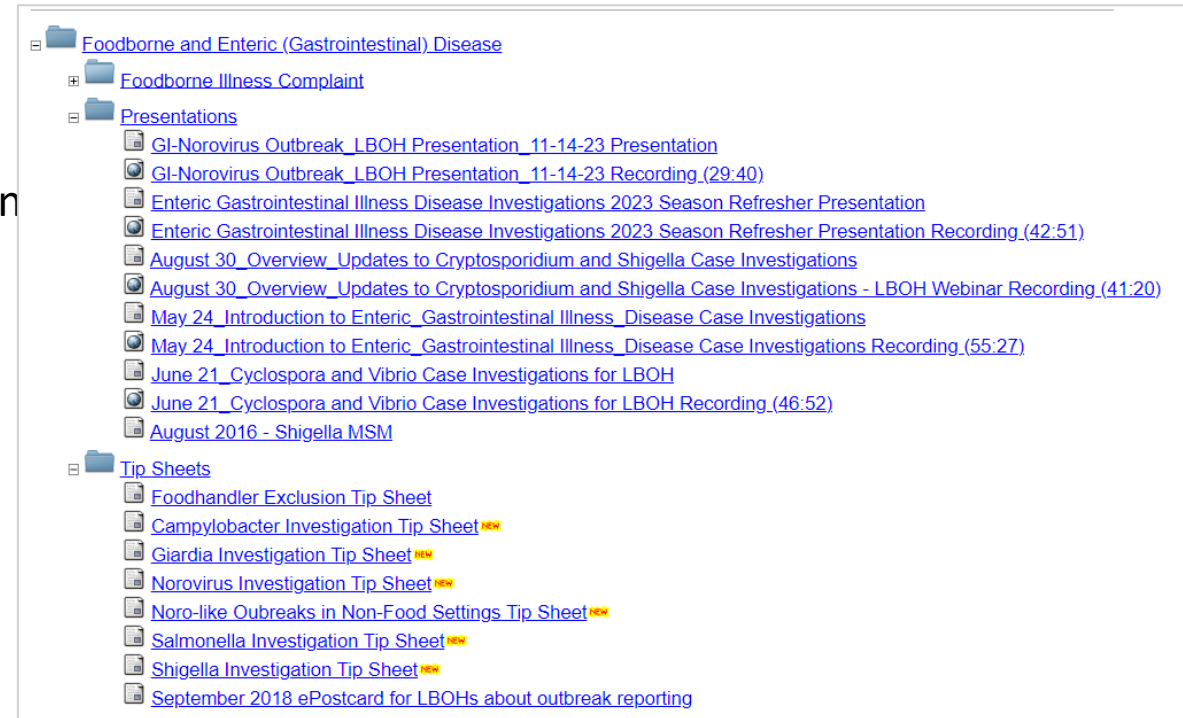 Foodborne and Enteric (Gastrointestinal) Disease
Foodborne Illness Complaint
Presentations
GI-Norovirus Outbreak_LBOH Presentation_11-14-23 Presentation
GI-Norovirus Outbreak_LBOH Presentation_11-14-23 Recording (29:40)
n
Enteric Gastrointestinal Illness Disease Investigations 2023 Season Refresher Presentation
Enteric Gastrointestinal Illness Disease Investigations 2023 Season Refresher Presentation Recording (42:51)
August 30_Overview_Updates to Cryptosporidium and Shigella Case Investigations
August 30_Overview_Updates to Cryptosporidium and Shigella Case Investigations - LBOH Webinar Recording (41:20)
May 24_Introduction to Enteric_Gastrointestinal Illness_Disease Case Investigations
May 24_Introduction to Enteric_Gastrointestinal Illness_Disease Case Investigations Recording (55:27)
June 21_Cyclospora and Vibrio Case Investigations for LBOH
June 21_Cyclospora and Vibrio Case Investigations for LBOH Recording (46:52)
August 2016 - Shigella MSM
Tip Sheets
Foodhandler Exclusion Tip Sheet
Campylobacter Investigation Tip Sheet NEW
Giardia Investigation Tip Sheet NEW
Norovirus Investigation Tip Sheet NEW
Noro-like Oubreaks in Non-Food Settings Tip Sheet NEW
Salmonella Investigation Tip Sheet NEW
Shigella Investigation Tip Sheet NEW
September 2018 ePostcard for LBOHs about outbreak reporting